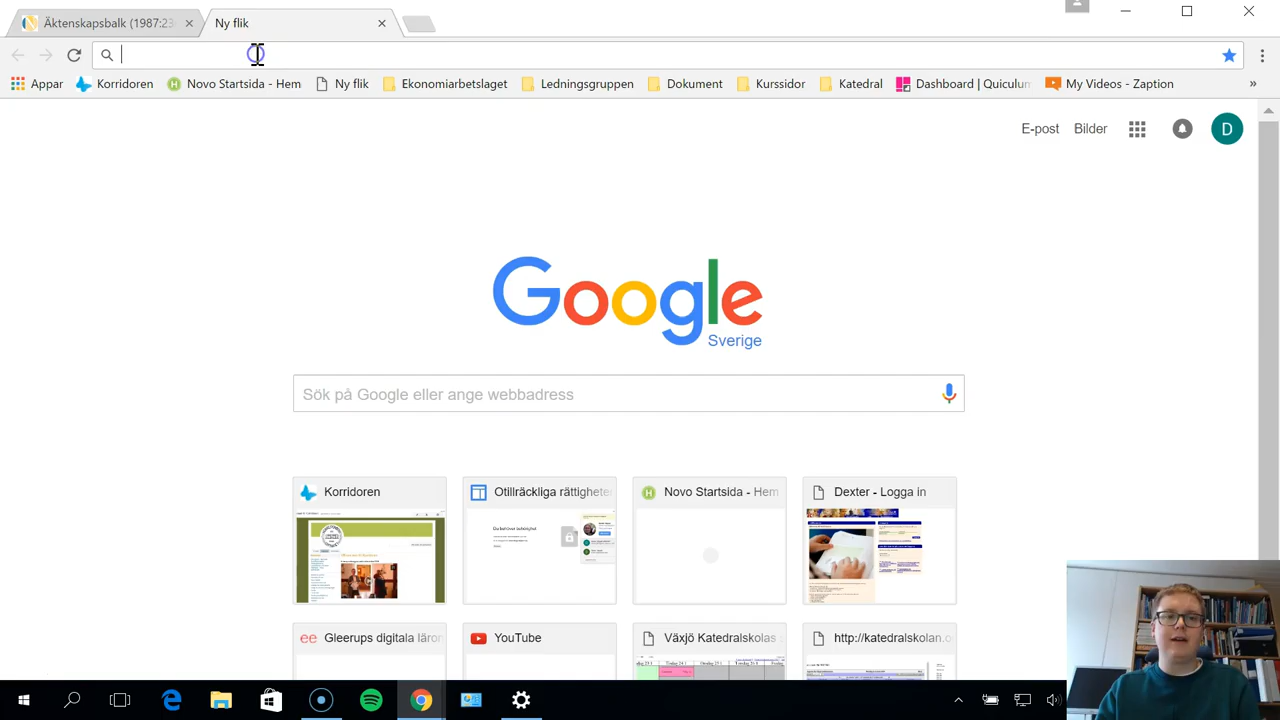 Äktenskapsbalk (1987:23
Ny flik
Appar
Korridoren
Novo Startsida - Hem
Ny flik
Ekonomiarbetslaget
Ledningsgruppen
Dokument
Kurssidor
Katedral
Dashboard | Quiculum
My Videos - Zaption
»
E-post
Bilder
D
Google
Sverige
Sök på Google eller ange webbadress
Korridoren
Otillräckliga rättighete
Novo Startsida - Hem
Dexter - Logga in
ee Gleerups digitala läron
YouTube
Växjö Katedralskolas
http://katedralskolan.